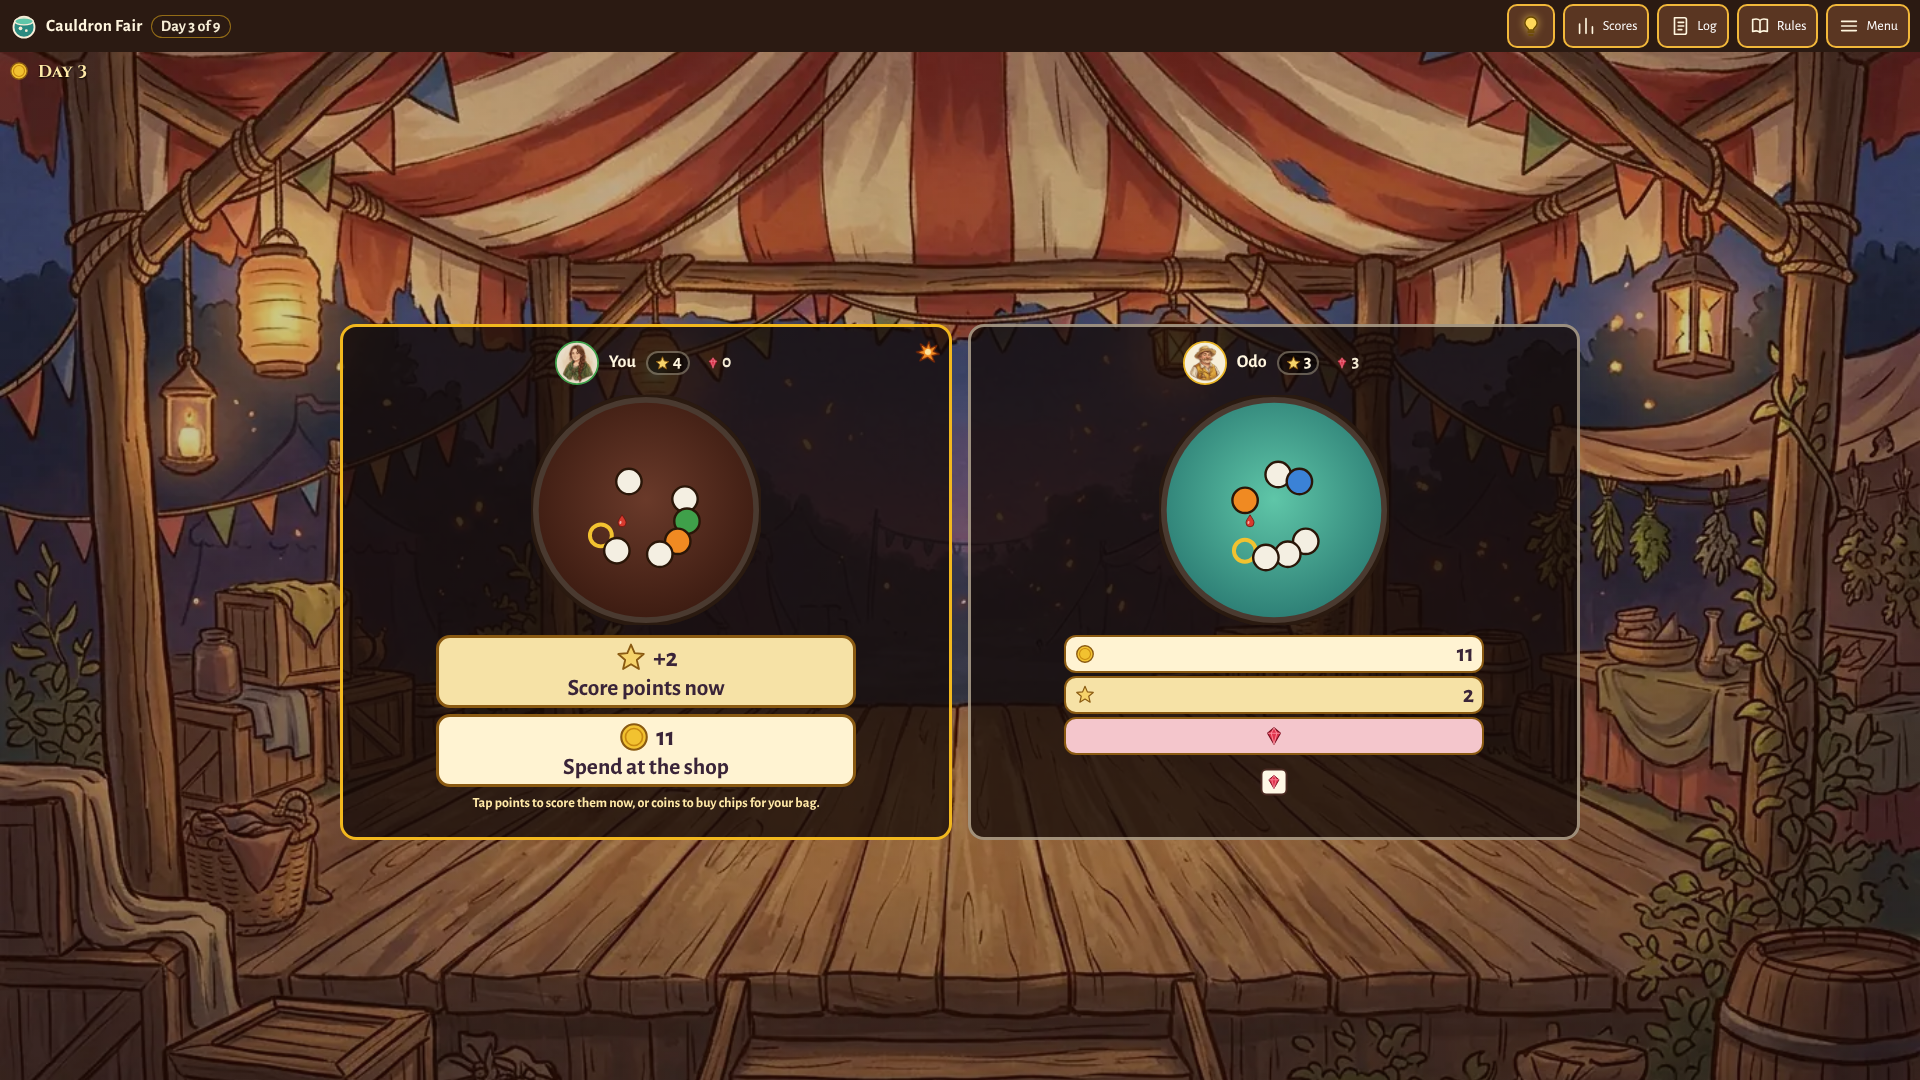 Cauldron Fair
Day 3 of 9
Scores
Log
Rules
Menu
DAY 3
You
4
0
+2
Score points now
11
Spend at the shop
Tap points to score them now, or coins to buy chips for your bag.
Odo
3
3
11
2